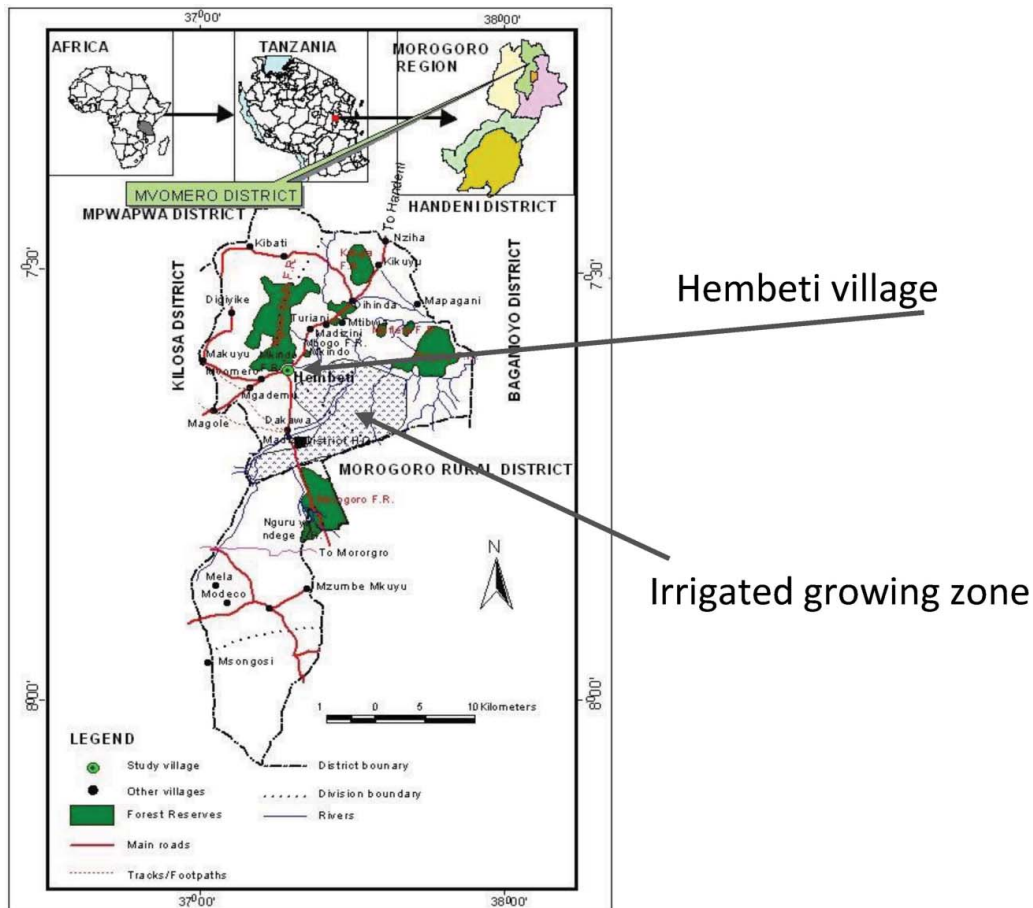 37°00'
38°00'
AFRICA
TANZANIA
MOROGORO
REGION
MVOMERO DISTRICT
MPWAPWA DISTRICT
HANDENI DISTRICT
To Handeni
7°30'
7°30'
KILOSA DSITRICT
BAGAMOYO DISTRICT
Nziha
Kibati
Kikuyu
F.R.
Digiyike
Dihinda
Mapagani
Turiani
Mtibwa
Madizini
Mbogo F.R.
Mkindo
Makuyu
Mvomero
Hembeti
Mgademu
Magole
Dakawa
MOROGORO RURAL DISTRICT
Morogoro F.R.
Nguru y
ndege
To Mororgro
Mela
Modeco
Mzumbe Mkuyu
N
Msongosi
8°00'
8°00'
1 0 5 10 Kilometers
LEGEND
Study village
Other villages
Forest Reserves
Main roads
Tracks/Footpaths
District bounary
Division boundary
Rivers
37°00'
38°00'
Hembeti village
Irrigated growing zone